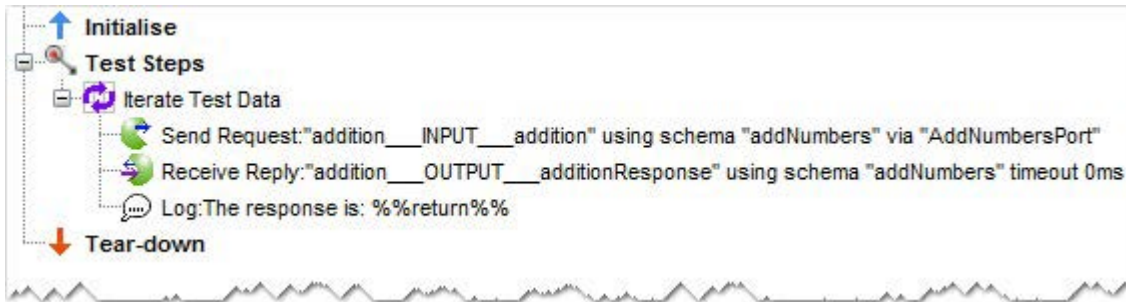 Initialise
Test Steps
Iterate Test Data
Send Request:"addition___INPUT___addition" using schema "addNumbers" via "AddNumbersPort"
Receive Reply:"addition___OUTPUT___additionResponse" using schema "addNumbers" timeout 0ms
Log:The response is: %%return%%
Tear-down